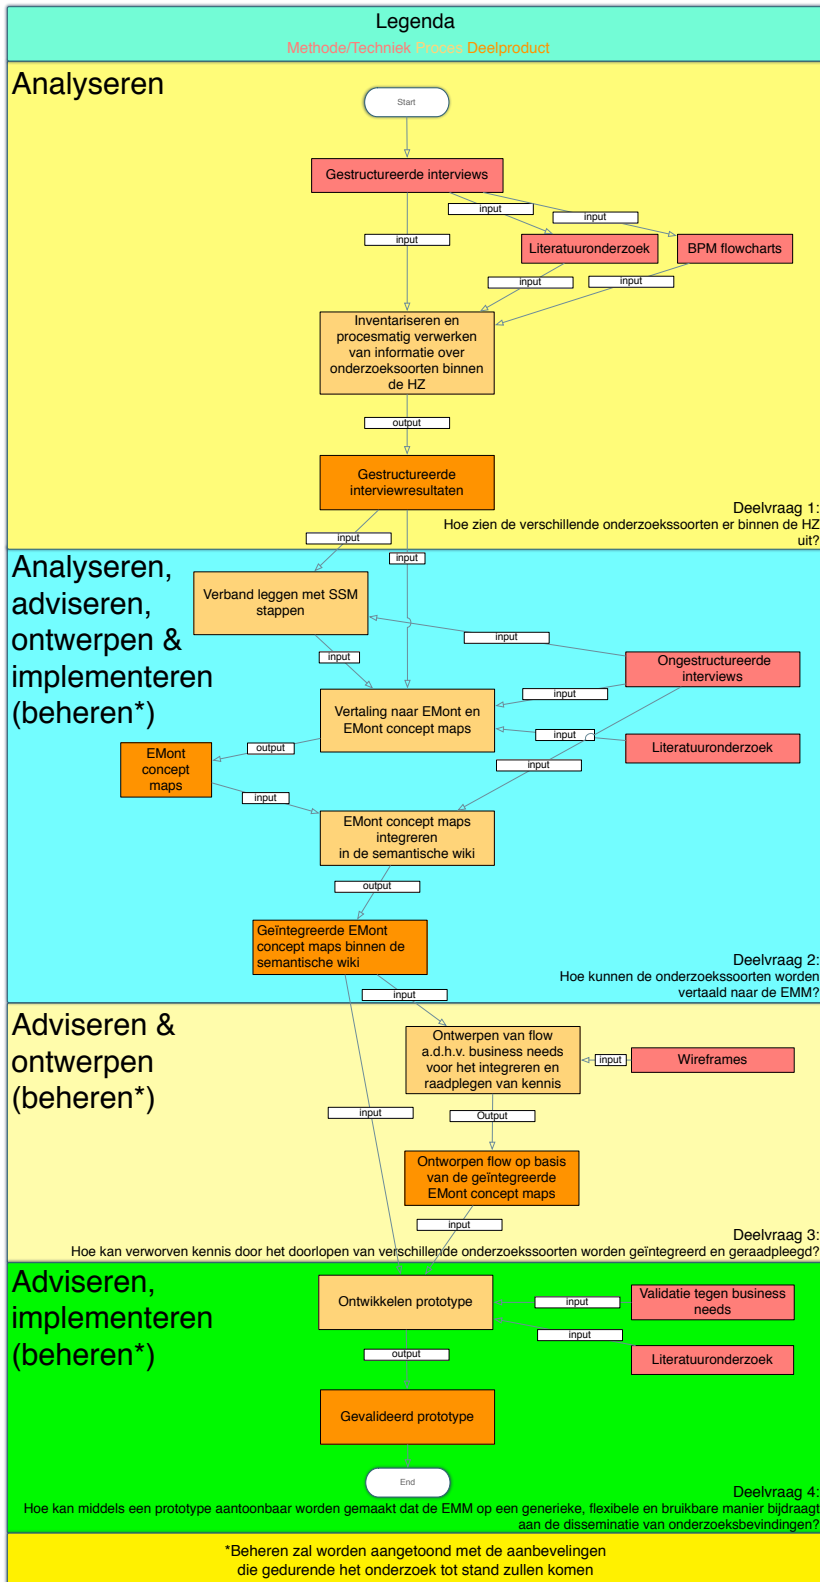 Legenda
Methode/Techniek Proces Deelproduct
Analyseren
Start
Gestructureerde interviews
input
input
input
Literatuuronderzoek
BPM flowcharts
input
input
Inventariseren en
procesmatig verwerken
van informatie over
onderzoeksoorten binnen
de HZ
output
Gestructureerde
interviewresultaten
Deelvraag 1:
Hoe zien de verschillende onderzoekssoorten er binnen de HZ
uit?
input
input
Analyseren,
adviseren,
ontwerpen &
implementeren
(beheren*)
Verband leggen met SSM
stappen
input
input
Ongestructureerde
interviews
input
Vertaling naar EMont en
EMont concept maps
input
Literatuuronderzoek
output
input
EMont
concept
maps
input
EMont concept maps
integreren
in de semantische wiki
output
Geïntegreerde EMont
concept maps binnen de
semantische wiki
Deelvraag 2:
Hoe kunnen de onderzoekssoorten worden
vertaald naar de EMM?
input
Adviseren &
ontwerpen
(beheren*)
Ontwerpen van flow
a.d.h.v. business needs
voor het integreren en
raadplegen van kennis
input
Wireframes
input
Output
Ontworpen flow op basis
van de geïntegreerde
EMont concept maps
input
Deelvraag 3:
Hoe kan verworven kennis door het doorlopen van verschillende onderzoekssoorten worden geïntegreerd en geraadpleegd?
Adviseren,
implementeren
(beheren*)
Ontwikkelen prototype
input
Validatie tegen business
needs
input
Literatuuronderzoek
output
Gevalideerd prototype
End
Deelvraag 4:
Hoe kan middels een prototype aantoonbaar worden gemaakt dat de EMM op een generieke, flexibele en bruikbare manier bijdraagt
aan de disseminatie van onderzoeksbevindingen?
*Beheren zal worden aangetoond met de aanbevelingen
die gedurende het onderzoek tot stand zullen komen